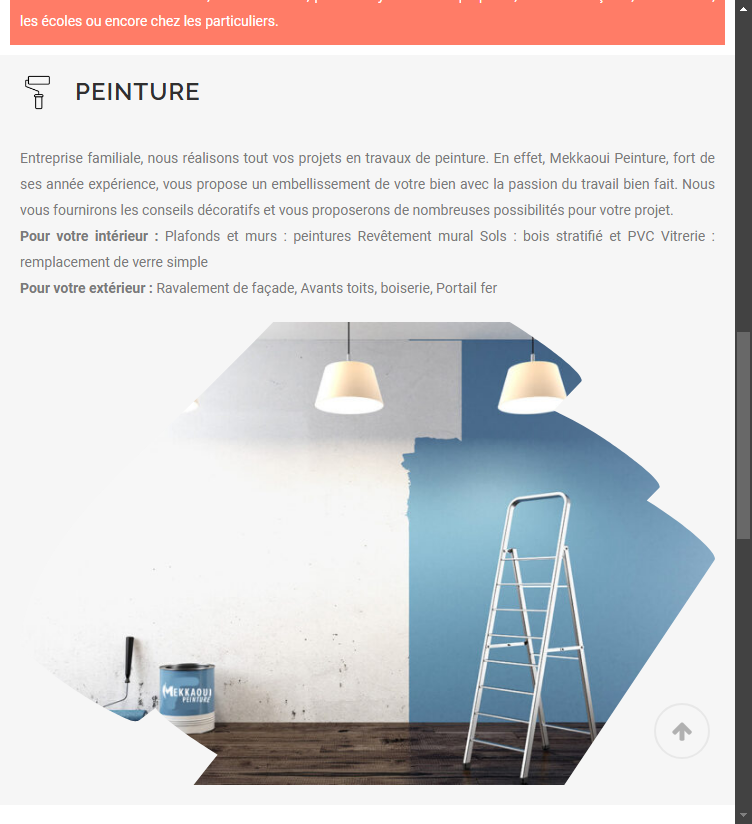 les écoles ou encore chez les particuliers.
PEINTURE
Entreprise familiale, nous réalisons tout vos projets en travaux de peinture. En effet, Mekkaoui Peinture, fort de
ses année expérience, vous propose un embellissement de votre bien avec la passion du travail bien fait. Nous
vous fournirons les conseils décoratifs et vous proposerons de nombreuses possibilités pour votre projet.
Pour votre intérieur : Plafonds et murs : peintures Revêtement mural Sols : bois stratifié et PVC Vitrerie :
remplacement de verre simple
Pour votre extérieur : Ravalement de façade, Avants toits, boiserie, Portail fer
MEKKAOUI
PEINTURE